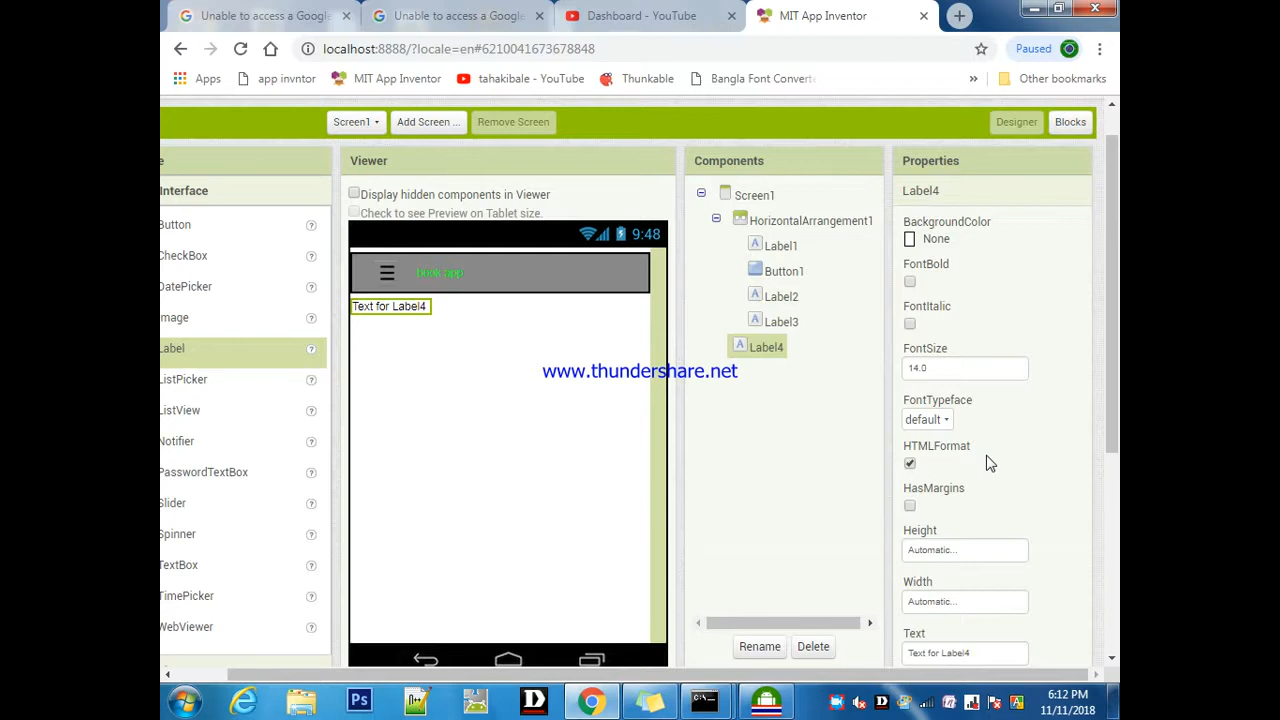 Unable to access a Google
Unable to access a Google
Dashboard - YouTube
MIT App Inventor
localhost:8888/?locale=en#6210041673678848
Paused
Apps
app invntor
MIT App Inventor
tahakibale - YouTube
Thunkable
Bangla Font Converte
»
Other bookmarks
Screen1
Add Screen ...
Remove Screen
Designer
Blocks
e
Viewer
Components
Properties
Interface
Display hidden components in Viewer
Check to see Preview on Tablet size.
Button ?
CheckBox ?
DatePicker ?
mage ?
Label ?
ListPicker ?
ListView ?
Notifier ?
PasswordTextBox ?
Slider ?
Spinner ?
TextBox ?
TimePicker ?
WebViewer ?
9:48
book app
Text for Label4
www.thundershare.net
Screen1
HorizontalArrangement1
A Label1
Button1
A Label2
A Label3
A Label4
Rename
Delete
Label4
BackgroundColor
None
FontBold
FontItalic
FontSize
14.0
FontTypeface
default
HTMLFormat
HasMargins
Height
Automatic...
Width
Automatic...
Text
Text for Label4
Ps
D
D
A
6:12 PM
11/11/2018